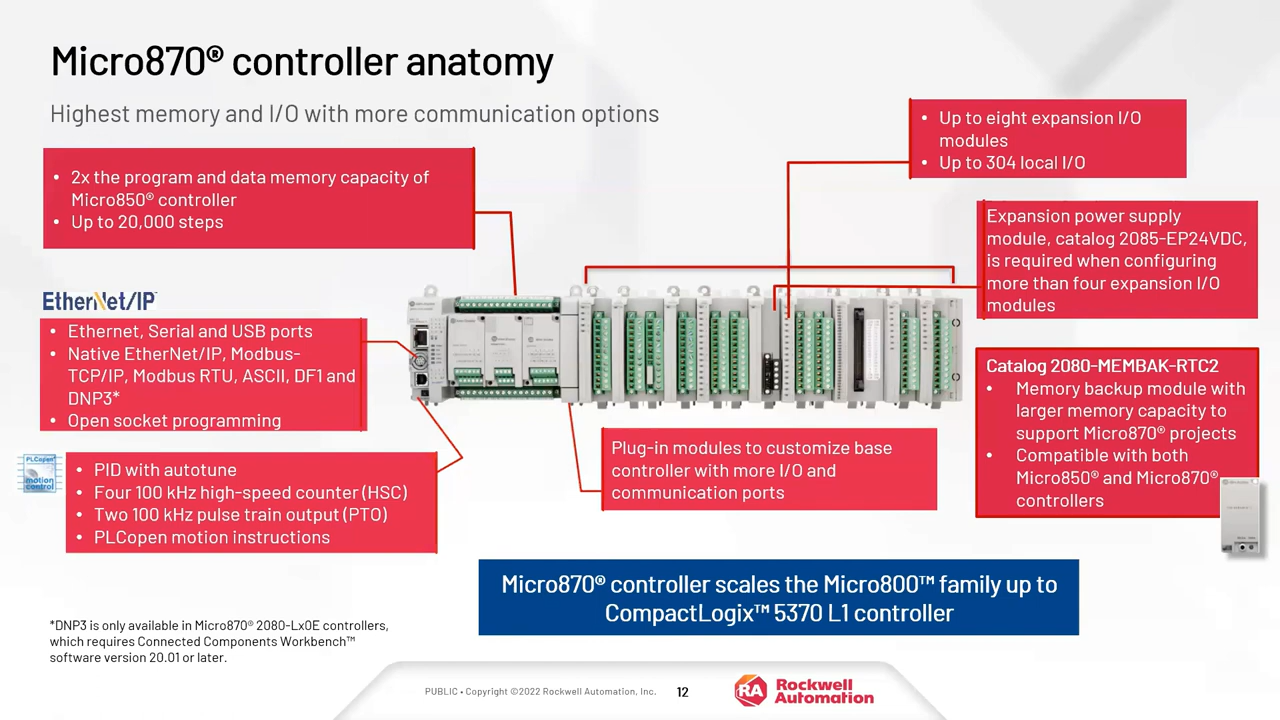 Micro870® controller anatomy
Highest memory and I/O with more communication options
• 2x the program and data memory capacity of
Micro850® controller
• Up to 20,000 steps
• Up to eight expansion I/O
modules
• Up to 304 local I/O
Expansion power supply
module, catalog 2085-EP24VDC,
is required when configuring
more than four expansion I/O
modules
EtherNet/IP™
• Ethernet, Serial and USB ports
• Native EtherNet/IP, Modbus-
TCP/IP, Modbus RTU, ASCII, DF1 and
DNP3*
• Open socket programming
Catalog 2080-MEMBAK-RTC2
• Memory backup module with
larger memory capacity to
support Micro870® projects
• Compatible with both
Micro850® and Micro870®
controllers
PLCopen
motion
control
• PID with autotune
• Four 100 kHz high-speed counter (HSC)
• Two 100 kHz pulse train output (PTO)
• PLCopen motion instructions
Plug-in modules to customize base
controller with more I/O and
communication ports
Micro870® controller scales the Micro800™ family up to
CompactLogix™ 5370 L1 controller
*DNP3 is only available in Micro870® 2080-Lx0E controllers,
which requires Connected Components Workbench™
software version 20.01 or later.
PUBLIC • Copyright ©2022 Rockwell Automation, Inc. 12
RA Rockwell
Automation